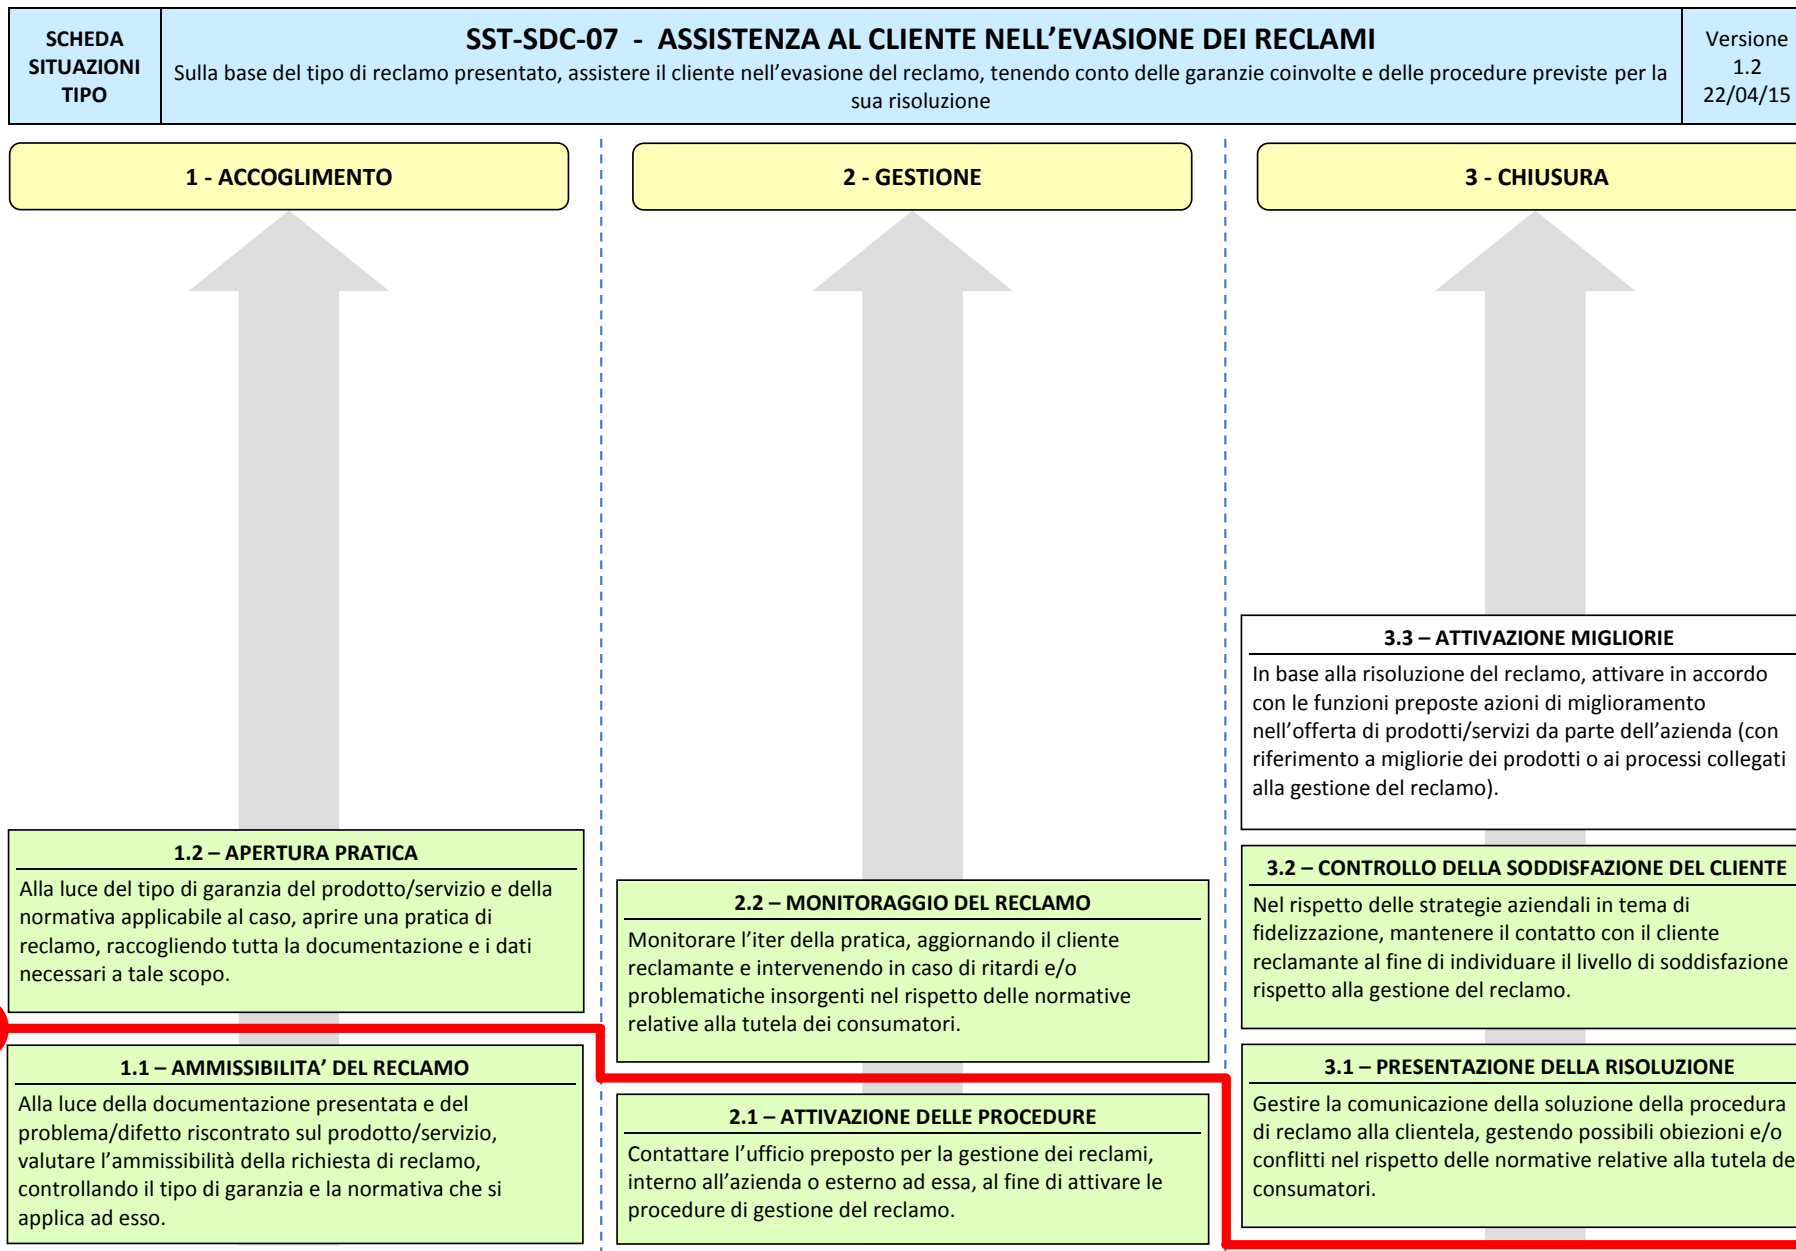 SCHEDA
SITUAZIONI
TIPO
SST-SDC-07 - ASSISTENZA AL CLIENTE NELL’EVASIONE DEI RECLAMI
Sulla base del tipo di reclamo presentato, assistere il cliente nell’evasione del reclamo, tenendo conto delle garanzie coinvolte e delle procedure previste per la
sua risoluzione
Versione
1.2
22/04/15
1 - ACCOGLIMENTO
2 - GESTIONE
3 - CHIUSURA
1.2 – APERTURA PRATICA
Alla luce del tipo di garanzia del prodotto/servizio e della
normativa applicabile al caso, aprire una pratica di
reclamo, raccogliendo tutta la documentazione e i dati
necessari a tale scopo.
1.1 – AMMISSIBILITA’ DEL RECLAMO
Alla luce della documentazione presentata e del
problema/difetto riscontrato sul prodotto/servizio,
valutare l’ammissibilità della richiesta di reclamo,
controllando il tipo di garanzia e la normativa che si
applica ad esso.
2.2 – MONITORAGGIO DEL RECLAMO
Monitorare l’iter della pratica, aggiornando il cliente
reclamante e intervenendo in caso di ritardi e/o
problematiche insorgenti nel rispetto delle normative
relative alla tutela dei consumatori.
2.1 – ATTIVAZIONE DELLE PROCEDURE
Contattare l’ufficio preposto per la gestione dei reclami,
interno all’azienda o esterno ad essa, al fine di attivare le
procedure di gestione del reclamo.
3.3 – ATTIVAZIONE MIGLIORIE
In base alla risoluzione del reclamo, attivare in accordo
con le funzioni preposte azioni di miglioramento
nell’offerta di prodotti/servizi da parte dell’azienda (con
riferimento a migliorie dei prodotti o ai processi collegati
alla gestione del reclamo).
3.2 – CONTROLLO DELLA SODDISFAZIONE DEL CLIENTE
Nel rispetto delle strategie aziendali in tema di
fidelizzazione, mantenere il contatto con il cliente
reclamante al fine di individuare il livello di soddisfazione
rispetto alla gestione del reclamo.
3.1 – PRESENTAZIONE DELLA RISOLUZIONE
Gestire la comunicazione della soluzione della procedura
di reclamo alla clientela, gestendo possibili obiezioni e/o
conflitti nel rispetto delle normative relative alla tutela de
consumatori.